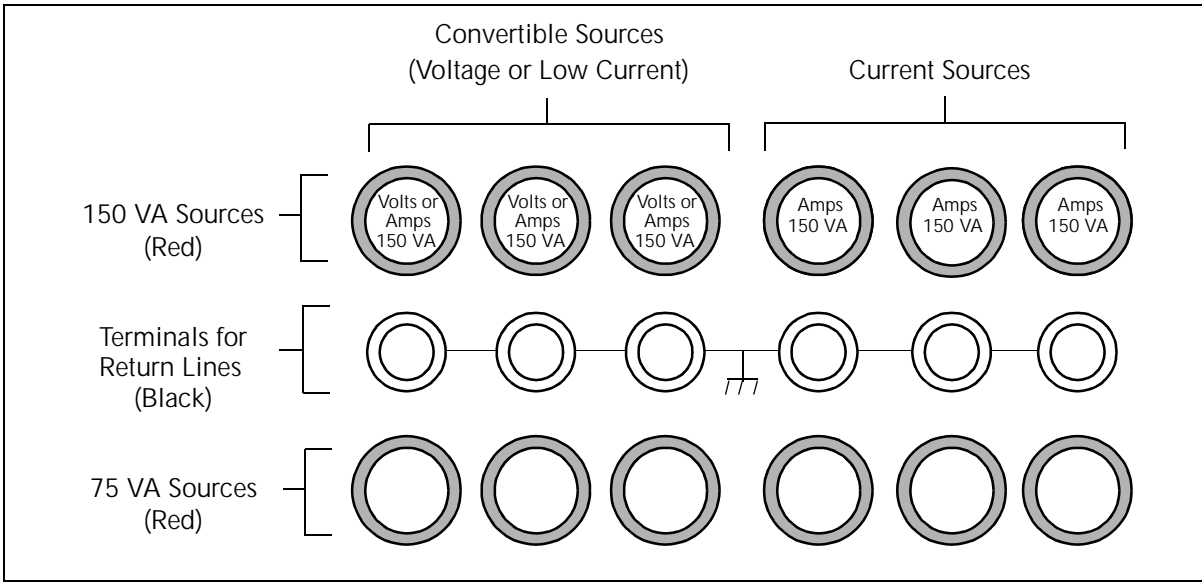 Convertible Sources
(Voltage or Low Current)
Current Sources
150 VA Sources
(Red)
Volts or
Amps
150 VA
Volts or
Amps
150 VA
Volts or
Amps
150 VA
Amps
150 VA
Amps
150 VA
Amps
150 VA
Terminals for
Return Lines
(Black)
75 VA Sources
(Red)